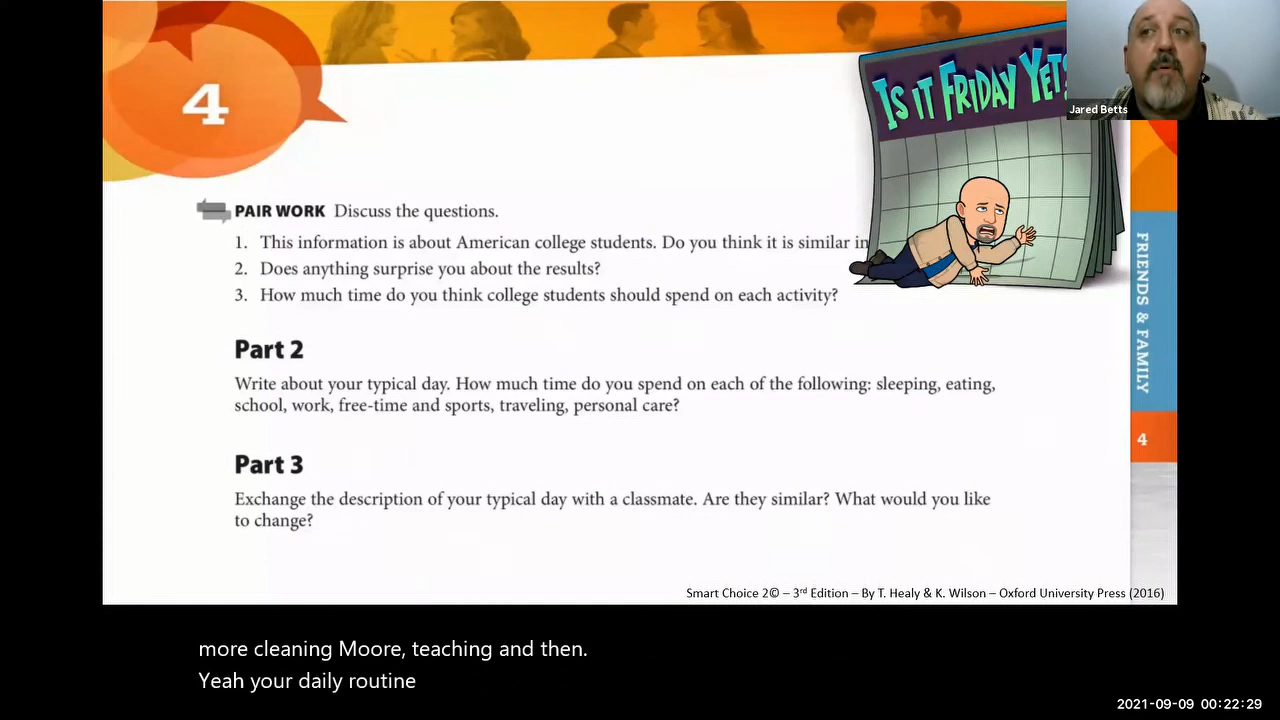 4
IS IT FRIDAY YET?
Jared Betts
PAIR WORK Discuss the questions.
1. This information is about American college students. Do you think it is similar in
2. Does anything surprise you about the results?
3. How much time do you think college students should spend on each activity?
Part 2
Write about your typical day. How much time do you spend on each of the following: sleeping, eating,
school, work, free-time and sports, traveling, personal care?
Part 3
Exchange the description of your typical day with a classmate. Are they similar? What would you like
to change?
FRIENDS & FAMILY
4
Smart Choice 2© – 3rd Edition – By T. Healy & K. Wilson – Oxford University Press (2016)
more cleaning Moore, teaching and then.
Yeah your daily routine
2021-09-09 00:22:29